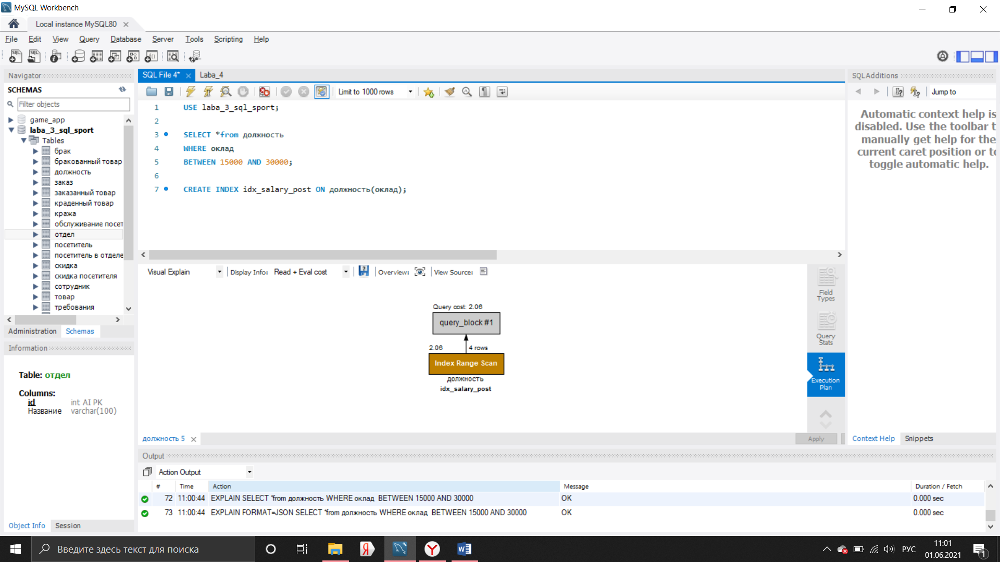 MySQL Workbench
Local instance MySQL80
File Edit View Query Database Server Tools Scripting Help
Navigator
SCHEMAS
Filter objects
game_app
laba_3_sql_sport
Tables
брак
бракованный товар
должность
заказ
заказанный товар
краденный товар
кража
обслуживание посет
отдел
посетитель
посетитель в отделе
скидка
скидка посетителя
сотрудник
товар
требования
Administration Schemas
Information
Table: отдел
Columns:
id int AI PK
Название varchar(100)
Object Info Session
SQL File 4* Laba_4
Limit to 1000 rows
1 USE laba_3_sql_sport;
2
3 SELECT *from должность
4 WHERE оклад
5 BETWEEN 15000 AND 30000;
6
7 CREATE INDEX idx_salary_post ON должность(оклад);
Visual Explain Display Info: Read + Eval cost Overview: View Source:
Query cost: 2.06
query_block #1
2.06 4 rows
Index Range Scan
должность
idx_salary_post
Field
Types
Query
Stats
Execution
Plan
должность 5
Apply
SQLAdditions
Jump to
Automatic context help is
disabled. Use the toolbar t
manually get help for the
current caret position or to
toggle automatic help.
Context Help Snippets
Output
Action Output
# Time Action Message Duration / Fetch
72 11:00:44 EXPLAIN SELECT *from должность WHERE оклад BETWEEN 15000 AND 30000 OK 0.000 sec
73 11:00:44 EXPLAIN FORMAT=JSON SELECT *from должность WHERE оклад BETWEEN 15000 AND 30000 OK 0.000 sec
Введите здесь текст для поиска
РУС
11:01
01.06.2021
1